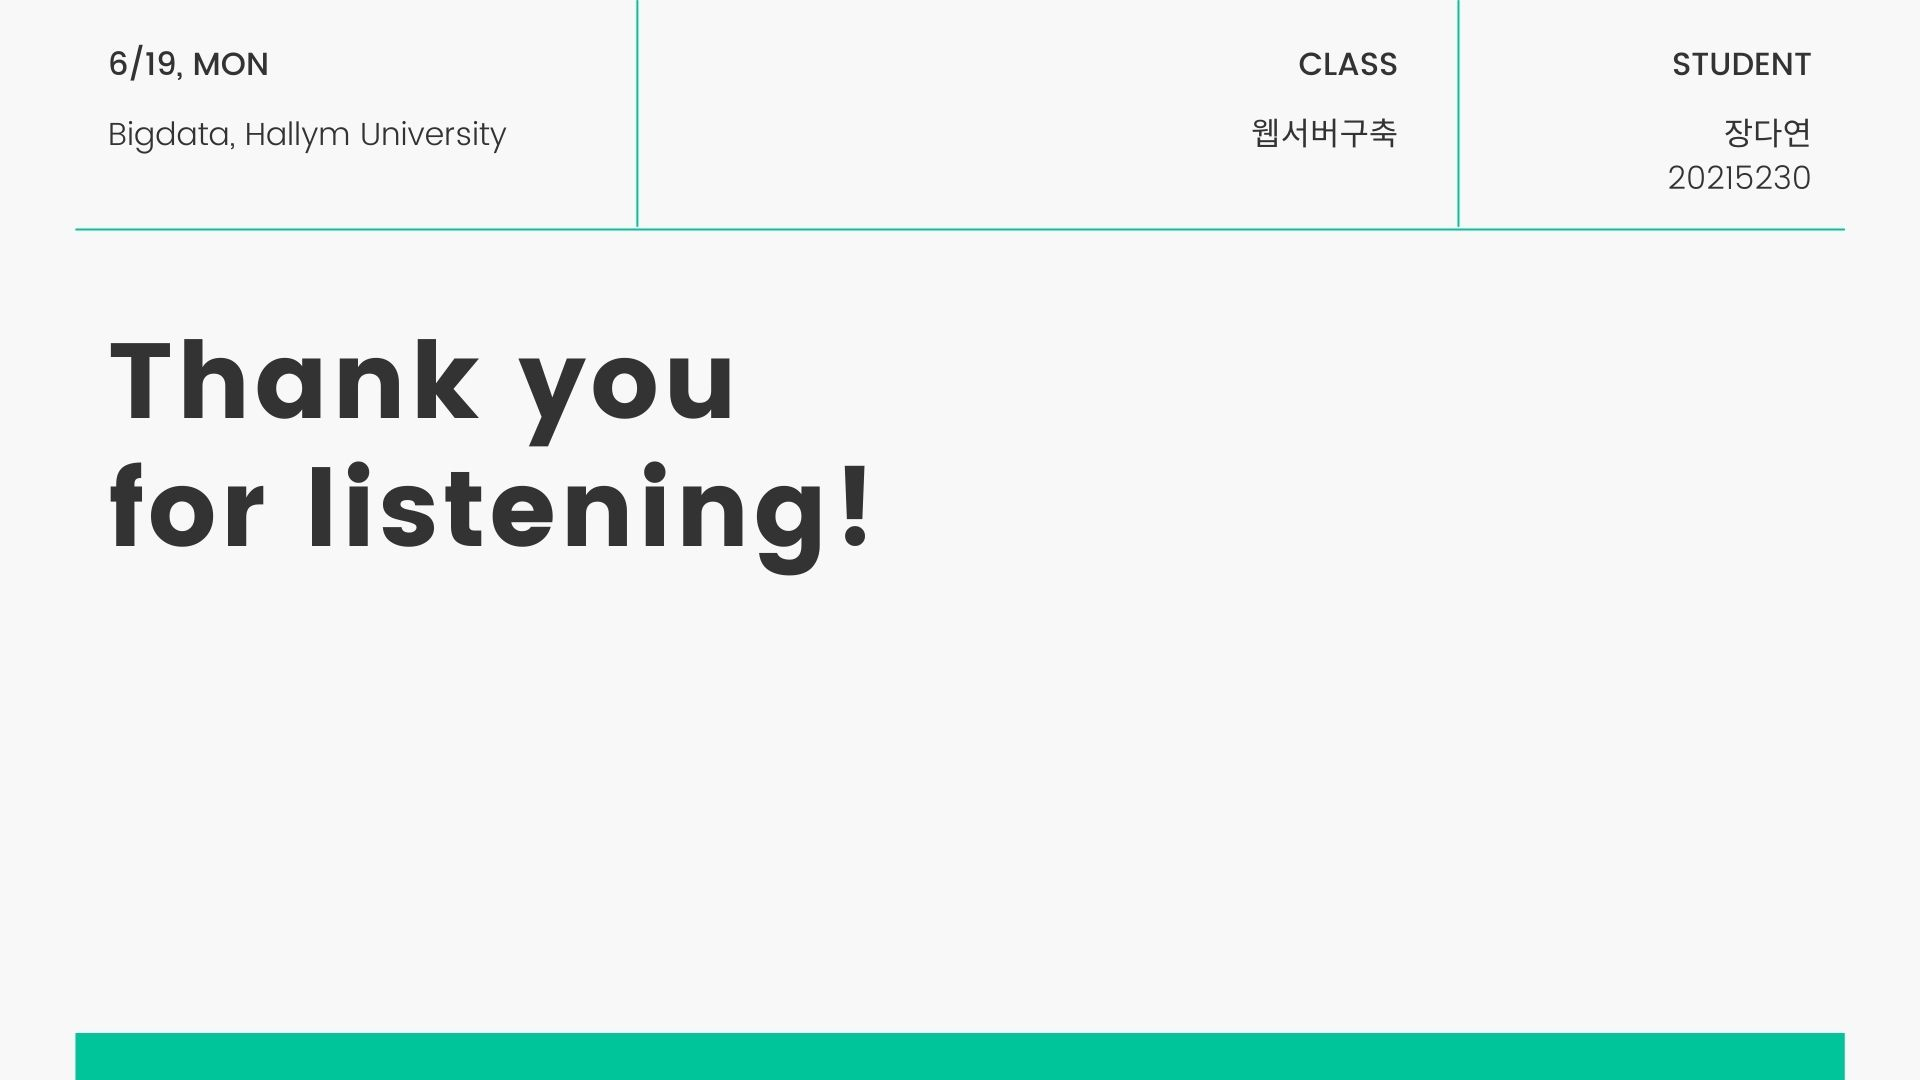 6/19, MON
Bigdata, Hallym University
CLASS
웹서버구축
STUDENT
장다연
20215230
Thank you
for listening!